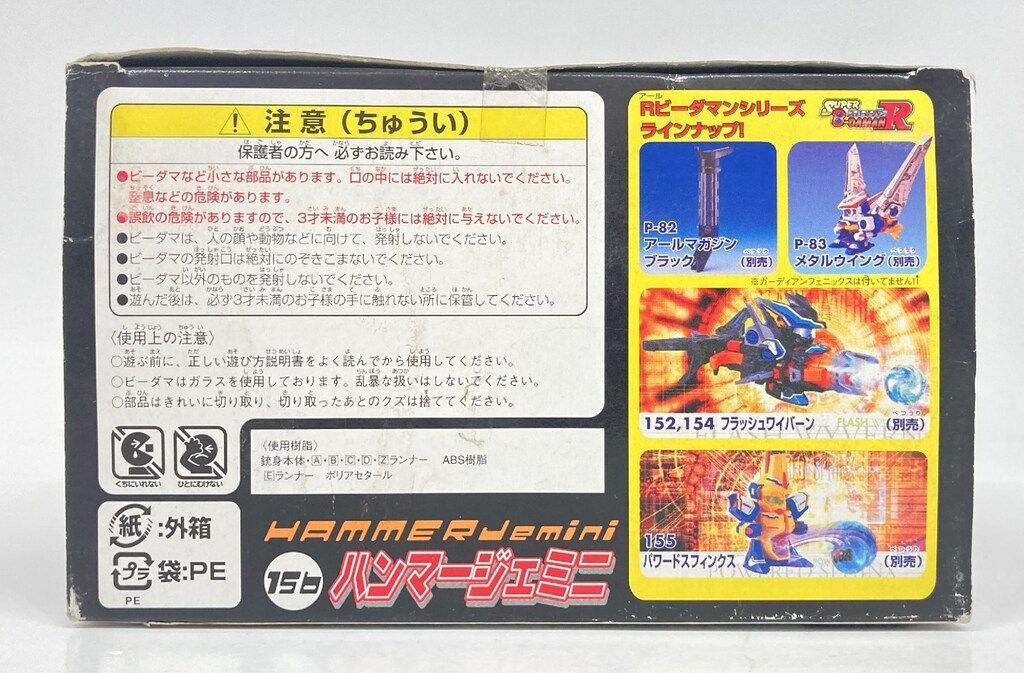 注意（ちゅうい）
保護者の方へ 必ずお読み下さい。
●ビーダマなど小さな部品があります。口の中には絶対に入れないでください。
窒息などの危険があります。
●誤飲の危険がありますので、3才未満のお子様には絶対に与えないでください。
●ビーダマは、人の顔や動物などに向けて、発射しないでください。
●ビーダマの発射口は絶対にのぞきこまないでください。
●ビーダマ以外のものを発射しないでください。
●遊んだ後は、必ず3才未満のお子様の手に触れない所に保管してください。
〈使用上の注意〉
○遊ぶ前に、正しい遊び方説明書をよく読んでから使用してください。
○ビーダマはガラスを使用しております。乱暴な扱いはしないでください。
○部品はきれいに切り取り、切り取ったあとのクズは捨ててください。
くちにいれない
ひとにむけない
〈使用樹脂〉
銃身本体・A・B・C・D・Zランナー ABS樹脂
Eランナー ポリアセタール
紙:外箱
プラ 袋:PE
PE
HAMMER Jemini
156 ハンマージェミニ
アール
Rビーダマンシリーズ
ラインナップ!
SUPER
B-DAMAN R
P-82
アールマガジン
ブラック
べつうり
(別売)
P-83
メタルウイング
べつうり
(別売)
※ガーディアンフェニックスは付いてません!
152,154 フラッシュワイバーン
FLASH
べつうり
(別売)
155
パワードスフィンクス
べつうり
(別売)